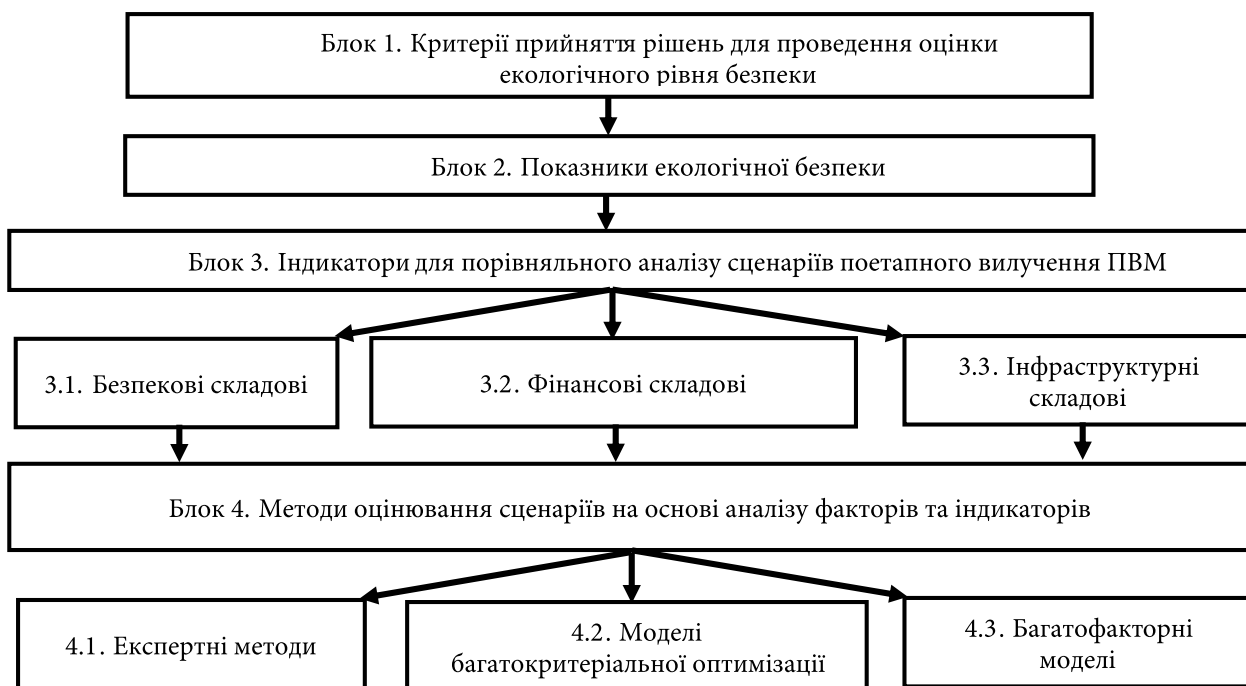 Блок 1. Критерії прийняття рішень для проведення оцінки
екологічного рівня безпеки
Блок 2. Показники екологічної безпеки
Блок 3. Індикатори для порівняльного аналізу сценаріїв поетапного вилучення ПВМ
3.1. Безпекові складові
3.2. Фінансові складові
3.3. Інфраструктурні
складові
Блок 4. Методи оцінювання сценаріїв на основі аналізу факторів та індикаторів
4.1. Експертні методи
4.2. Моделі
багатокритеріальної оптимізації
4.3. Багатофакторні
моделі